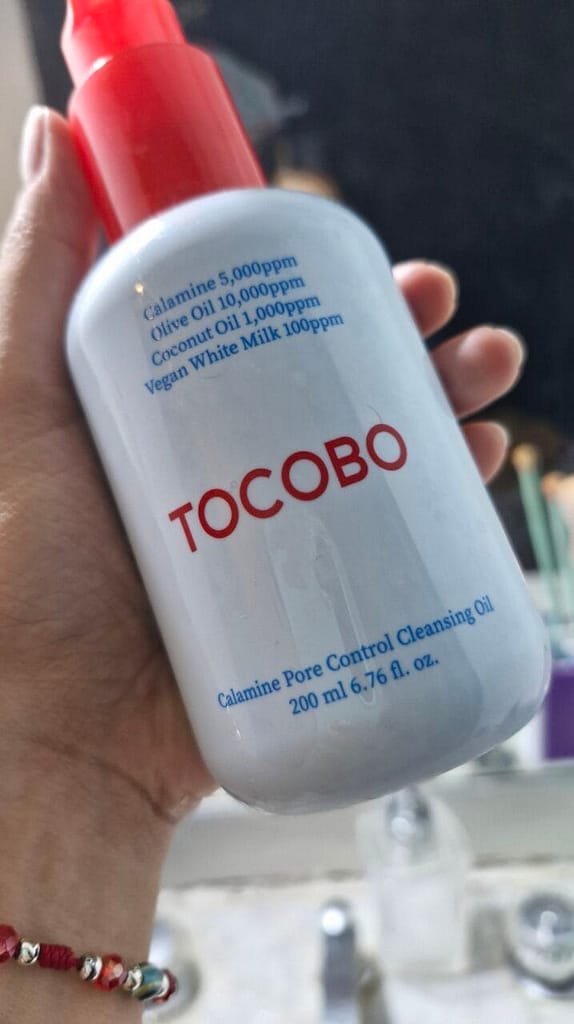 Calamine 5,000ppm
Olive Oil 10,000ppm
Coconut Oil 1,000ppm
Vegan White Milk 100ppm
TOCOBO
Calamine Pore Control Cleansing Oil
200 ml 6.76 fl. oz.